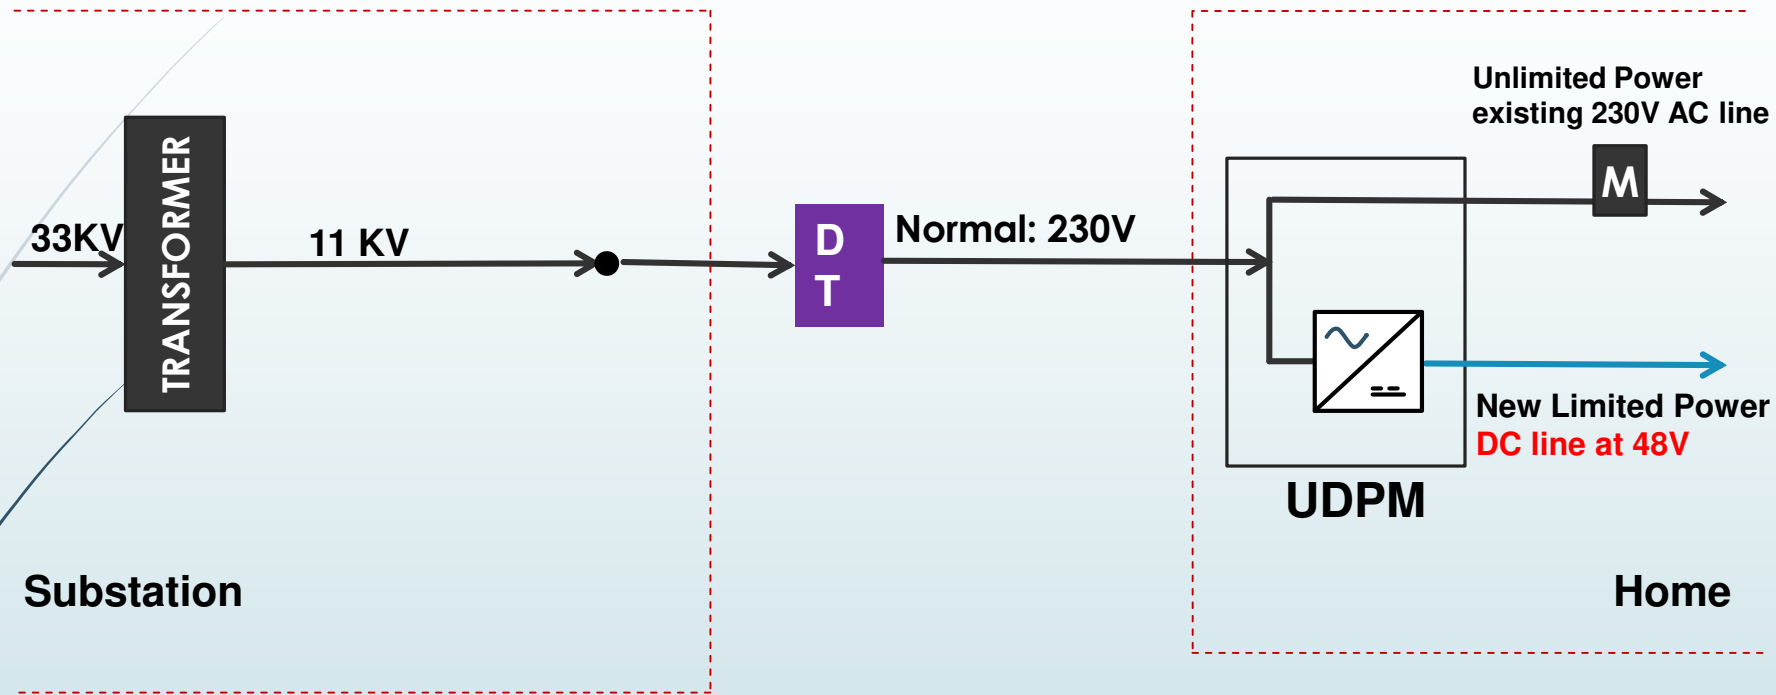 33KV
TRANSFORMER
11 KV
D
T
Normal: 230V
Unlimited Power
existing 230V AC line
M
New Limited Power
DC line at 48V
UDPM
Substation
Home